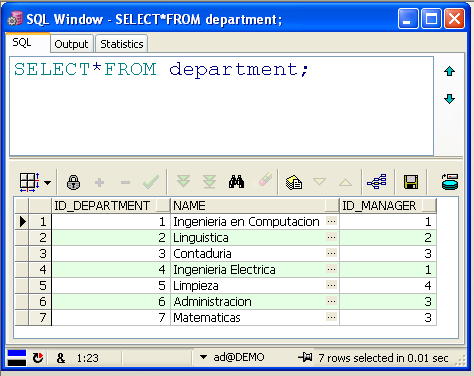 SQL Window - SELECT*FROM department;
SQL Output Statistics
SELECT*FROM department;
ID_DEPARTMENT NAME ID_MANAGER
1 1 Ingenieria en Computacion ... 1
2 2 Linguistica ... 2
3 3 Contaduria ... 3
4 4 Ingenieria Electrica ... 1
5 5 Limpieza ... 4
6 6 Administracion ... 3
7 7 Matematicas ... 3
& 1:23 ad@DEMO 7 rows selected in 0.01 sec